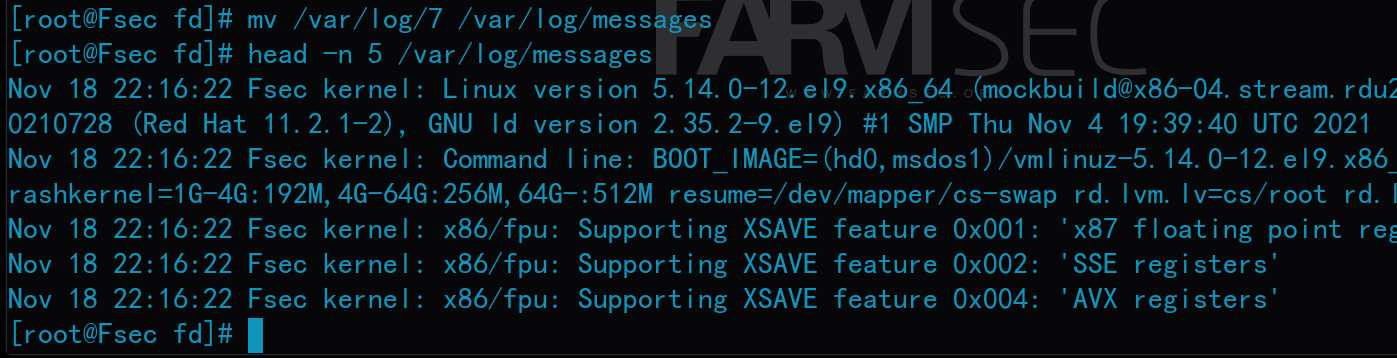 [root@Fsec fd]# mv /var/log/7 /var/log/messages
[root@Fsec fd]# head -n 5 /var/log/messages
Nov 18 22:16:22 Fsec kernel: Linux version 5.14.0-12.el9.x86_64 (mockbuild@x86-04.stream.rdu2
0210728 (Red Hat 11.2.1-2), GNU ld version 2.35.2-9.el9) #1 SMP Thu Nov 4 19:39:40 UTC 2021
Nov 18 22:16:22 Fsec kernel: Command line: BOOT_IMAGE=(hd0,msdos1)/vmlinuz-5.14.0-12.el9.x86_
rashkernel=1G-4G:192M,4G-64G:256M,64G-:512M resume=/dev/mapper/cs-swap rd.lvm.lv=cs/root rd.l
Nov 18 22:16:22 Fsec kernel: x86/fpu: Supporting XSAVE feature 0x001: 'x87 floating point reg
Nov 18 22:16:22 Fsec kernel: x86/fpu: Supporting XSAVE feature 0x002: 'SSE registers'
Nov 18 22:16:22 Fsec kernel: x86/fpu: Supporting XSAVE feature 0x004: 'AVX registers'
[root@Fsec fd]#